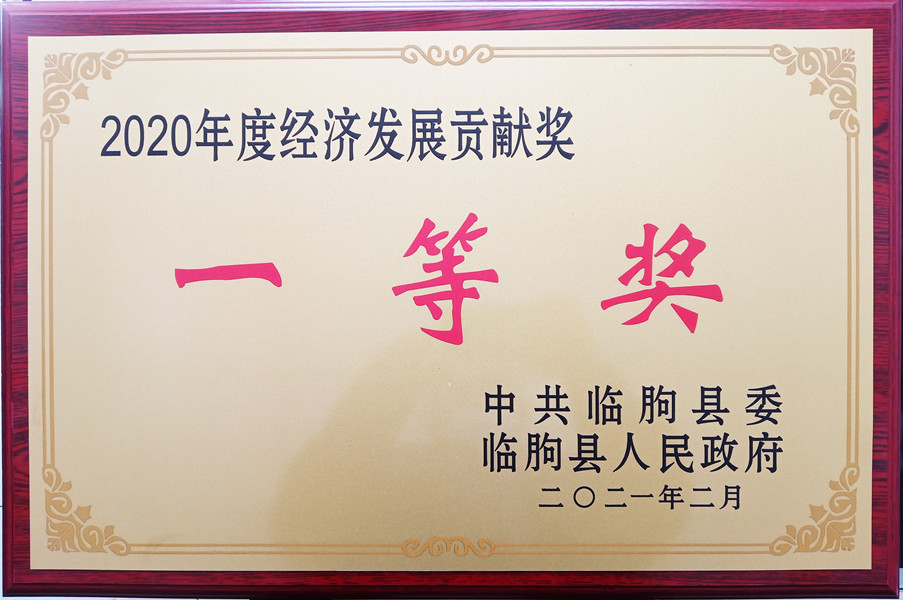 2020年度经济发展贡献奖
一等奖
中共临朐县委
临朐县人民政府
二〇二一年二月